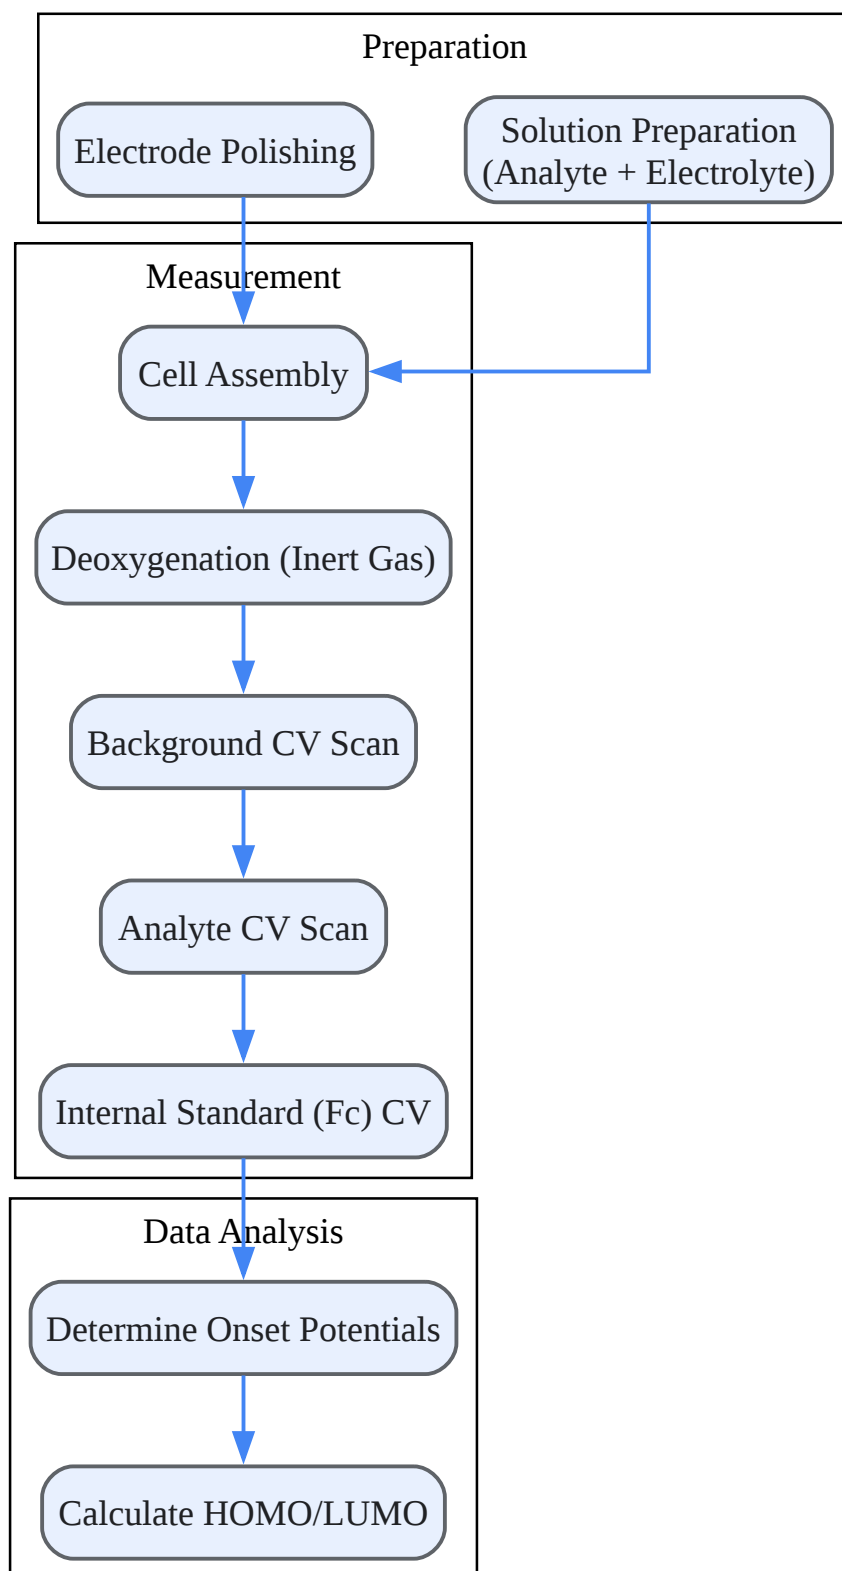 Preparation
Electrode Polishing
Solution Preparation
(Analyte + Electrolyte)
Measurement
Cell Assembly
Deoxygenation (Inert Gas)
Background CV Scan
Analyte CV Scan
Internal Standard (Fc) CV
Data Analysis
Determine Onset Potentials
Calculate HOMO/LUMO